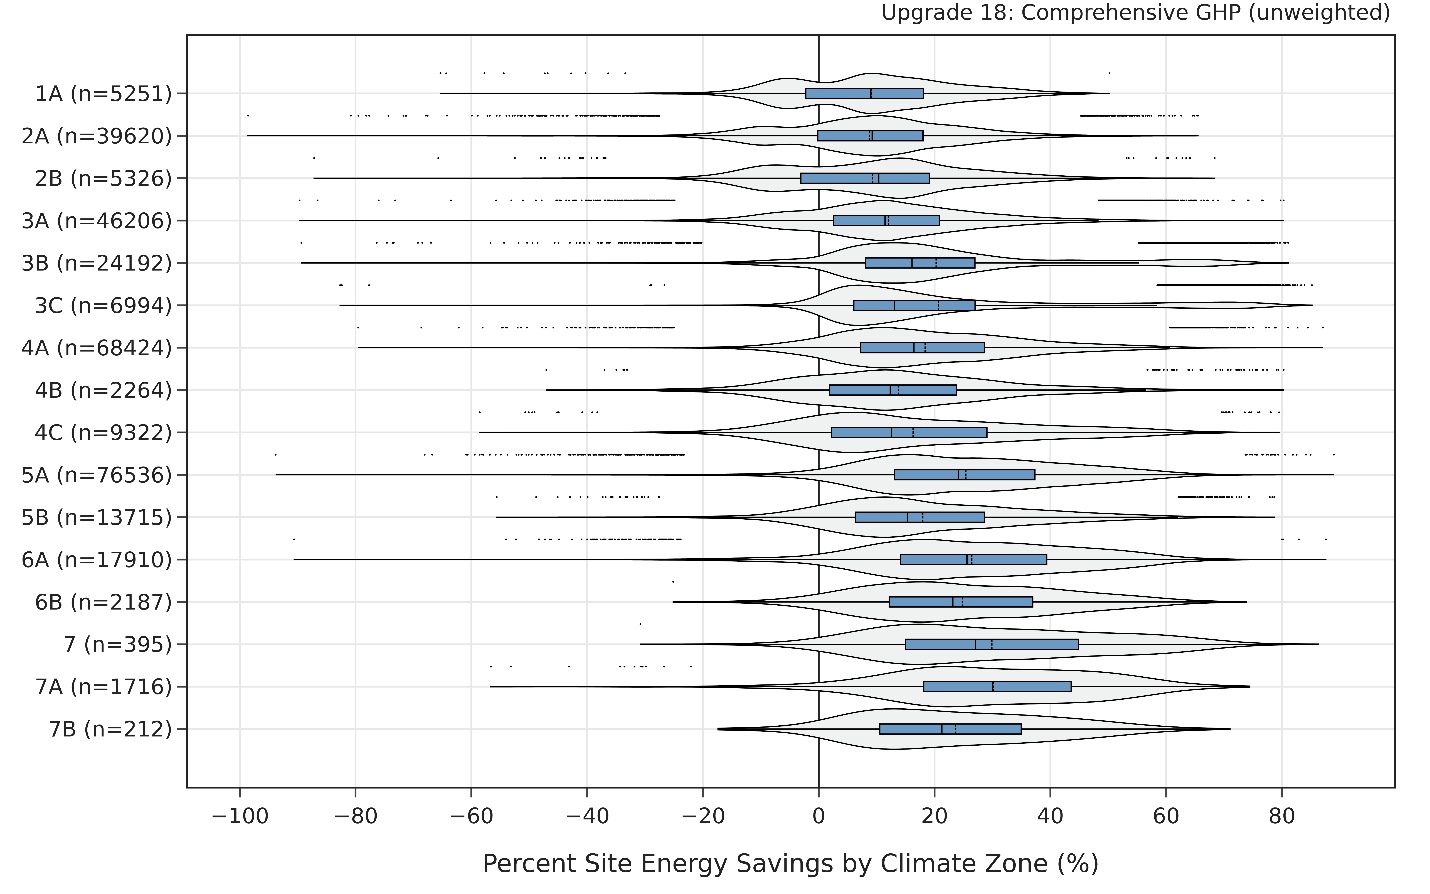 Upgrade 18: Comprehensive GHP (unweighted)
1A (n=5251)
2A (n=39620)
2B (n=5326)
3A (n=46206)
3B (n=24192)
3C (n=6994)
4A (n=68424)
4B (n=2264)
4C (n=9322)
5A (n=76536)
5B (n=13715)
6A (n=17910)
6B (n=2187)
7 (n=395)
7A (n=1716)
7B (n=212)
−100 −80 −60 −40 −20 0 20 40 60 80
Percent Site Energy Savings by Climate Zone (%)